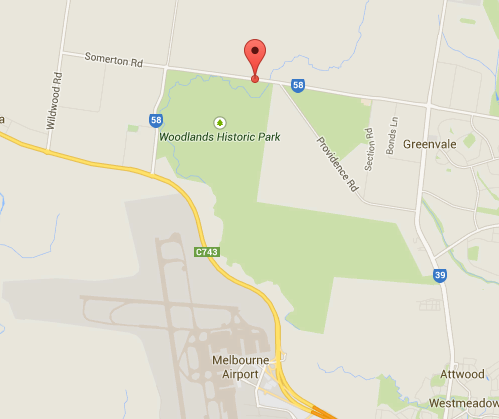 Somerton Rd
58
Wildwood Rd
58
a
Woodlands Historic Park
Providence Rd
Section Rd
Bonds Ln
Greenvale
C743
39
Melbourne
Airport
Attwood
Westmeadow